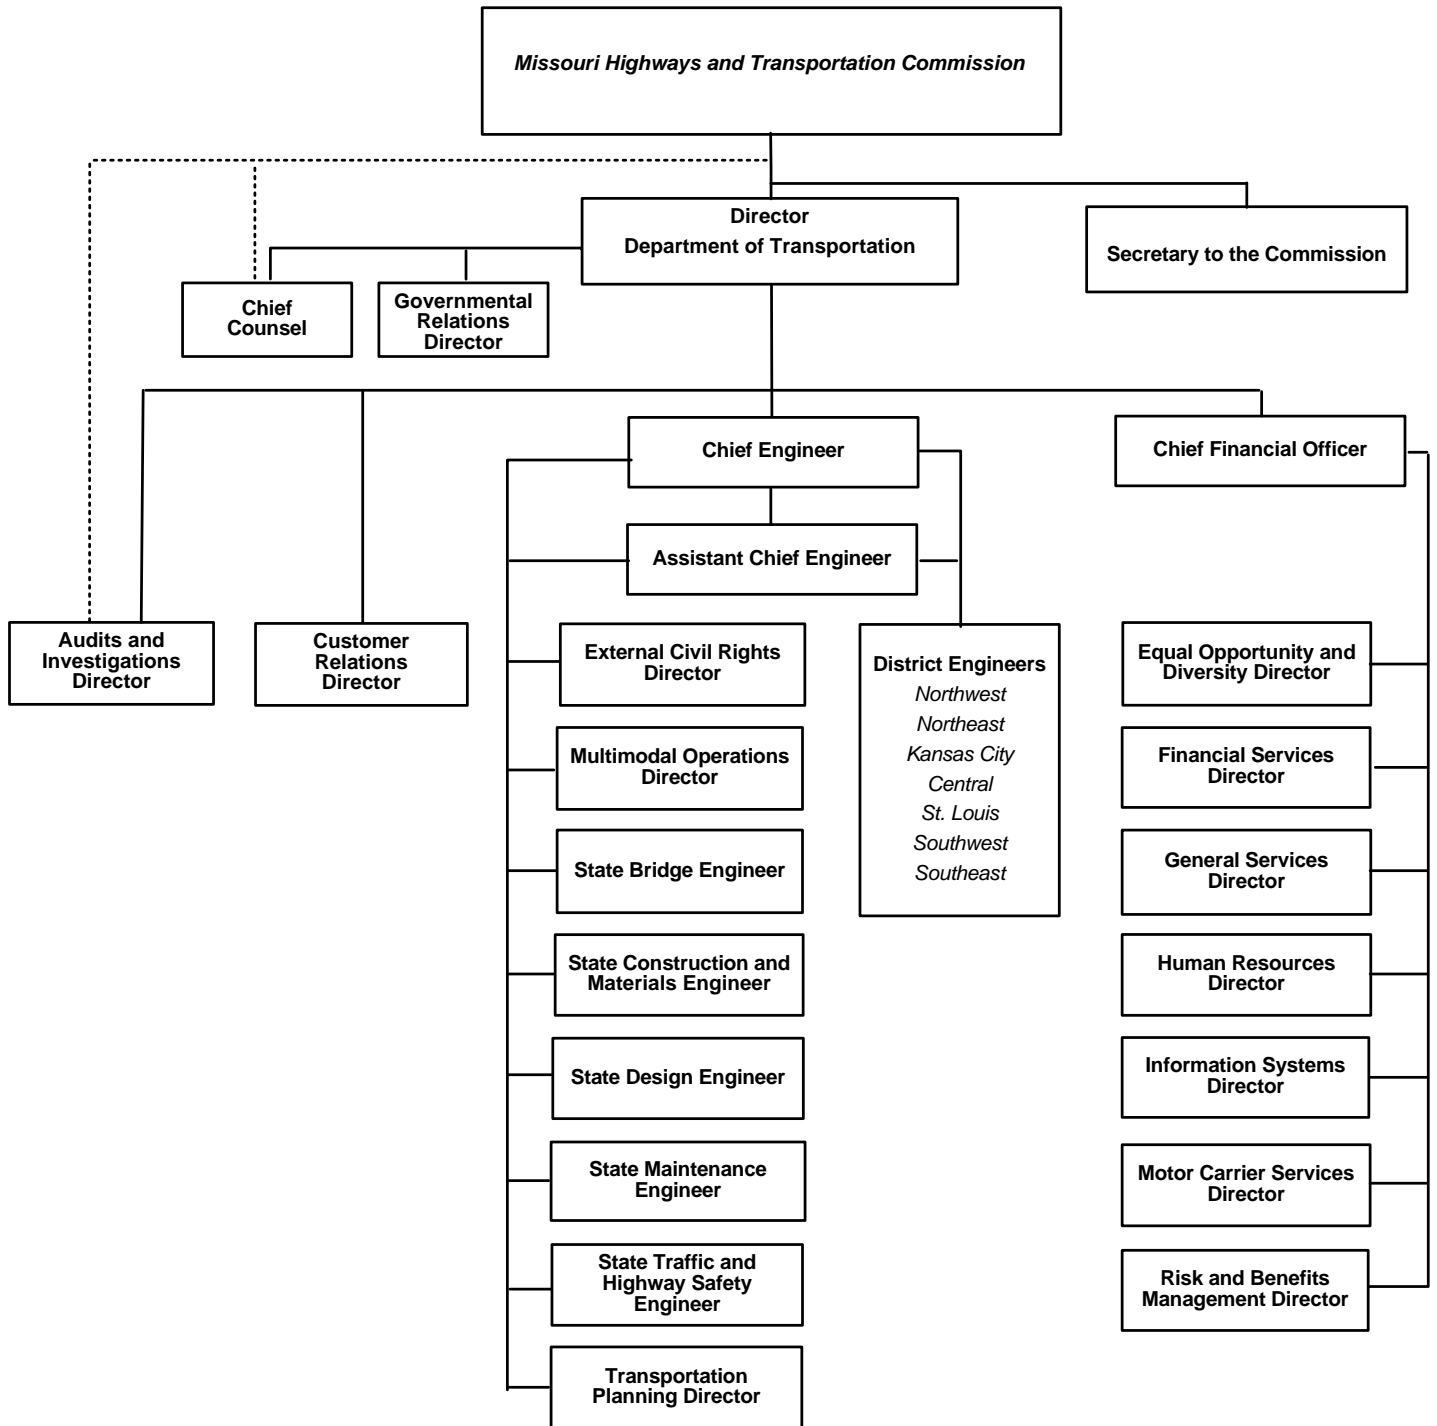 Missouri Highways and Transportation Commission
Director
Department of Transportation
Secretary to the Commission
Chief
Counsel
Governmental
Relations
Director
Chief Engineer
Chief Financial Officer
Assistant Chief Engineer
Audits and
Investigations
Director
Customer
Relations
Director
External Civil Rights
Director
Multimodal Operations
Director
State Bridge Engineer
State Construction and
Materials Engineer
State Design Engineer
State Maintenance
Engineer
State Traffic and
Highway Safety
Engineer
Transportation
Planning Director
District Engineers
Northwest
Northeast
Kansas City
Central
St. Louis
Southwest
Southeast
Equal Opportunity and
Diversity Director
Financial Services
Director
General Services
Director
Human Resources
Director
Information Systems
Director
Motor Carrier Services
Director
Risk and Benefits
Management Director